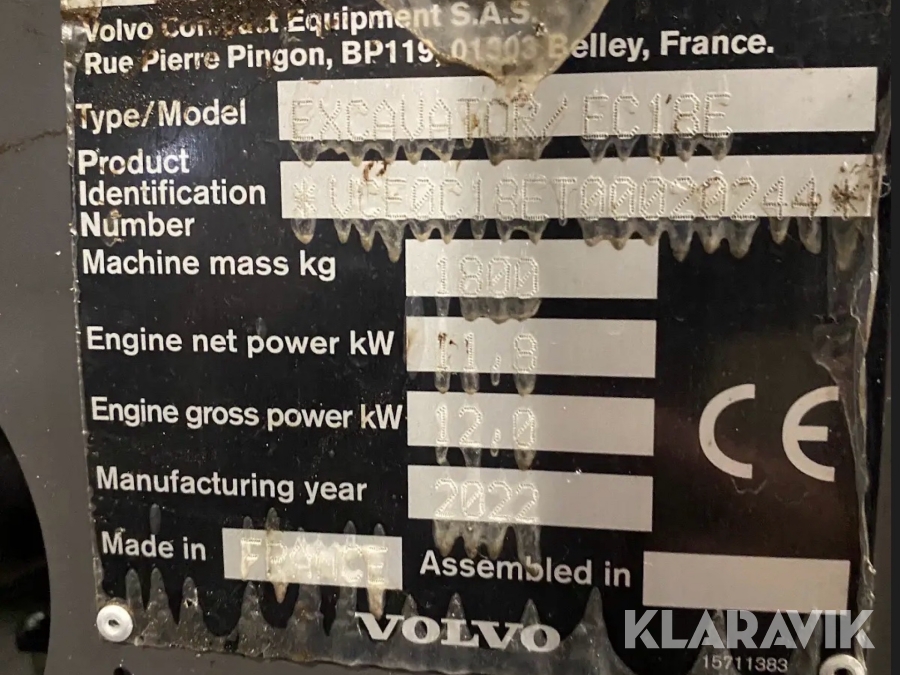 Volvo Compact Equipment S.A.S.
Rue Pierre Pingon, BP119, 01303 Belley, France.
Type/Model EXCAVATOR/EC18E
Product
Identification *VCE0C18ET00020244*
Number
Machine mass kg 1800
Engine net power kW 11,8
Engine gross power kW 12,0
Manufacturing year 2022
CE
Made in FRANCE Assembled in
VOLVO
KLARAVIK
15711383